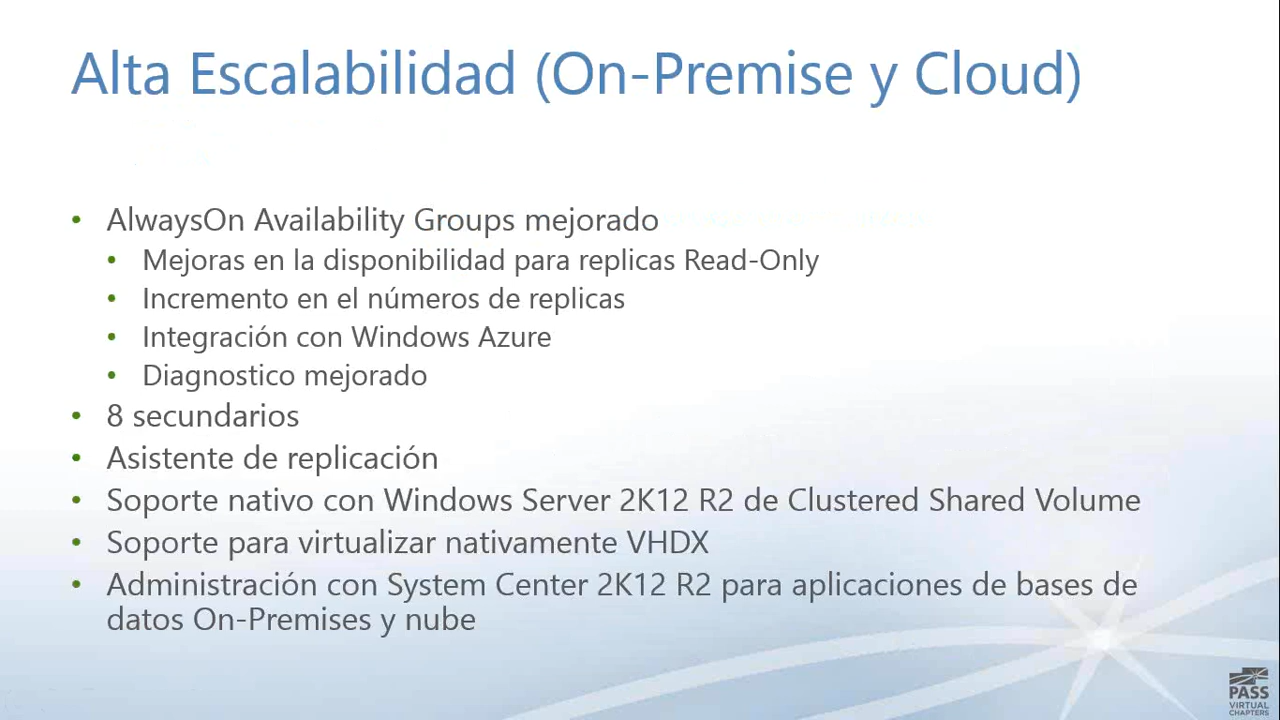 Alta Escalabilidad (On-Premise y Cloud)
• AlwaysOn Availability Groups mejorado
• Mejoras en la disponibilidad para replicas Read-Only
• Incremento en el números de replicas
• Integración con Windows Azure
• Diagnostico mejorado
• 8 secundarios
• Asistente de replicación
• Soporte nativo con Windows Server 2K12 R2 de Clustered Shared Volume
• Soporte para virtualizar nativamente VHDX
• Administración con System Center 2K12 R2 para aplicaciones de bases de
datos On-Premises y nube
PASS
VIRTUAL
CHAPTERS